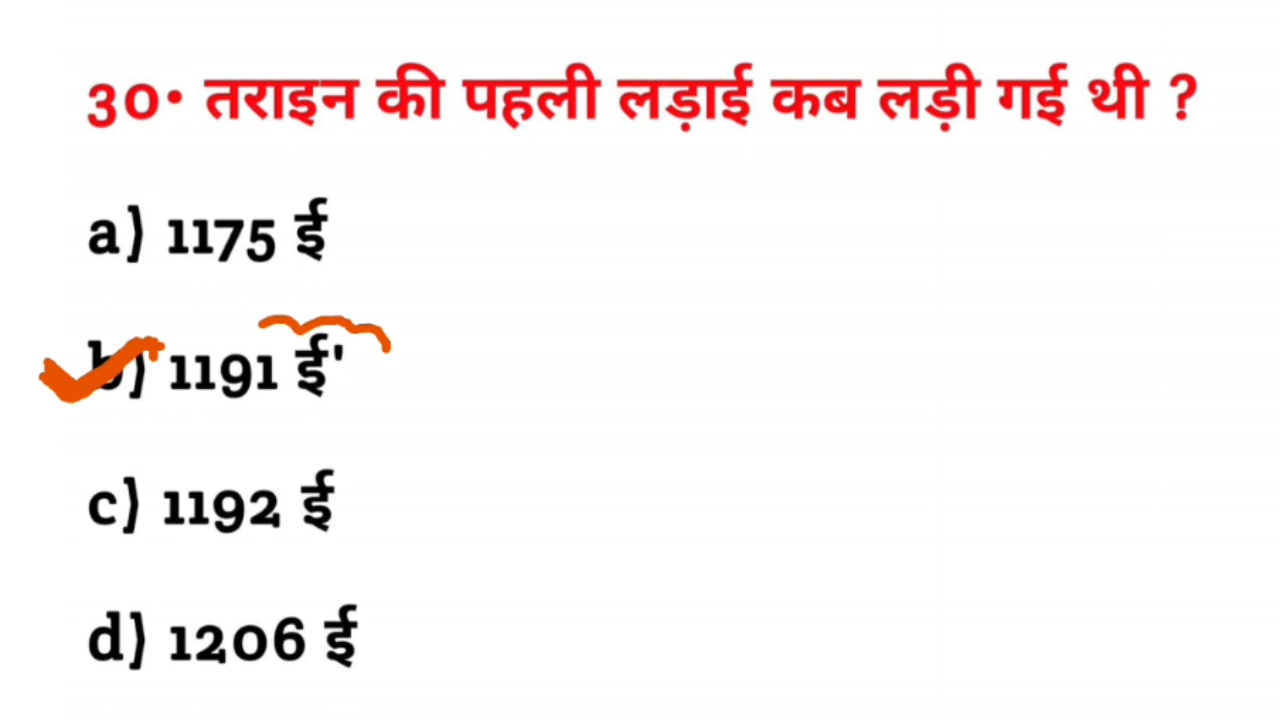 30• तराइन की पहली लड़ाई कब लड़ी गई थी ?
a) 1175 ई
b) 1191 ई'
c) 1192 ई
d) 1206 ई